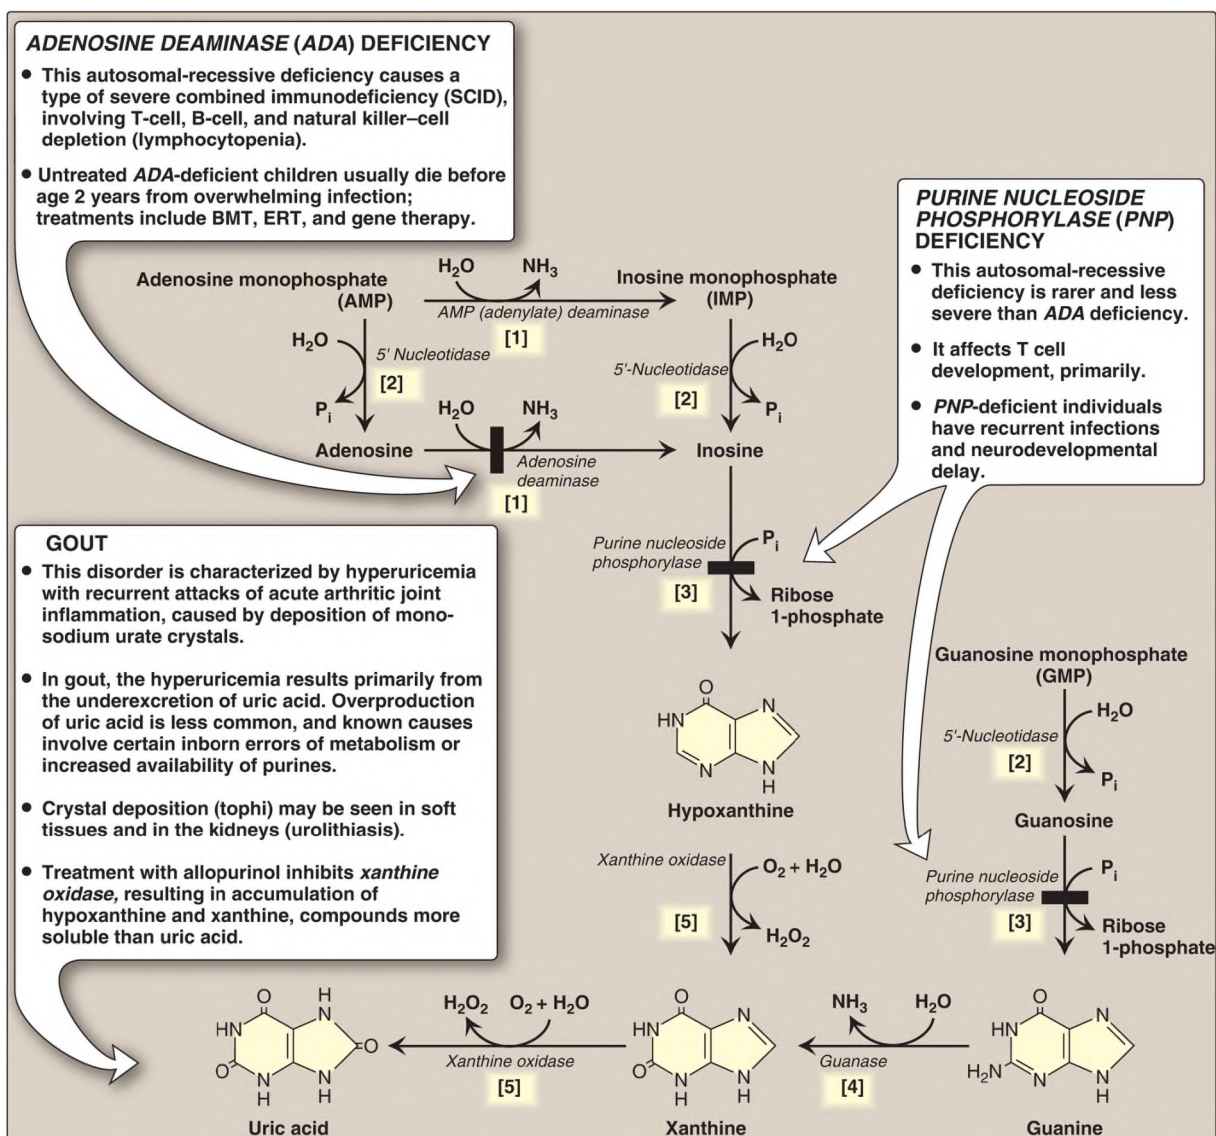 ADENOSINE DEAMINASE (ADA) DEFICIENCY
• This autosomal-recessive deficiency causes a
type of severe combined immunodeficiency (SCID),
involving T-cell, B-cell, and natural killer–cell
depletion (lymphocytopenia).
• Untreated ADA-deficient children usually die before
age 2 years from overwhelming infection;
treatments include BMT, ERT, and gene therapy.
PURINE NUCLEOSIDE
PHOSPHORYLASE (PNP)
DEFICIENCY
• This autosomal-recessive
deficiency is rarer and less
severe than ADA deficiency.
• It affects T cell
development, primarily.
• PNP-deficient individuals
have recurrent infections
and neurodevelopmental
delay.
Adenosine monophosphate
(AMP)
H₂O NH₃
AMP (adenylate) deaminase
[1]
Inosine monophosphate
(IMP)
H₂O
5' Nucleotidase
[2]
Pᵢ
H₂O
5'-Nucleotidase
[2]
Pᵢ
Adenosine
H₂O NH₃
Adenosine
deaminase
[1]
Inosine
Purine nucleoside
phosphorylase
[3]
Pᵢ
Ribose
1-phosphate
GOUT
• This disorder is characterized by hyperuricemia
with recurrent attacks of acute arthritic joint
inflammation, caused by deposition of mono-
sodium urate crystals.
• In gout, the hyperuricemia results primarily from
the underexcretion of uric acid. Overproduction
of uric acid is less common, and known causes
involve certain inborn errors of metabolism or
increased availability of purines.
• Crystal deposition (tophi) may be seen in soft
tissues and in the kidneys (urolithiasis).
• Treatment with allopurinol inhibits xanthine
oxidase, resulting in accumulation of
hypoxanthine and xanthine, compounds more
soluble than uric acid.
O
HN
N
N
N
H
Hypoxanthine
Guanosine monophosphate
(GMP)
H₂O
5'-Nucleotidase
[2]
Pᵢ
Guanosine
Xanthine oxidase
O₂ + H₂O
[5]
H₂O₂
Purine nucleoside
phosphorylase
Pᵢ
[3]
Ribose
1-phosphate
O
H
N
HN
O
O
N
H
N
H
Uric acid
H₂O₂ O₂ + H₂O
Xanthine oxidase
[5]
O
HN
N
O
N
H
N
H
Xanthine
NH₃ H₂O
Guanase
[4]
O
HN
N
H₂N
N
N
H
Guanine